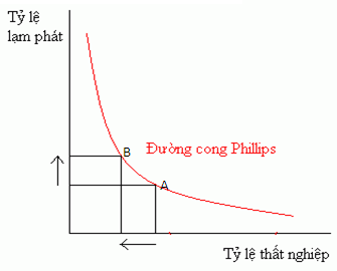 Tỷ lệ
lạm phát
B
Đường cong Phillips
A
Tỷ lệ thất nghiệp